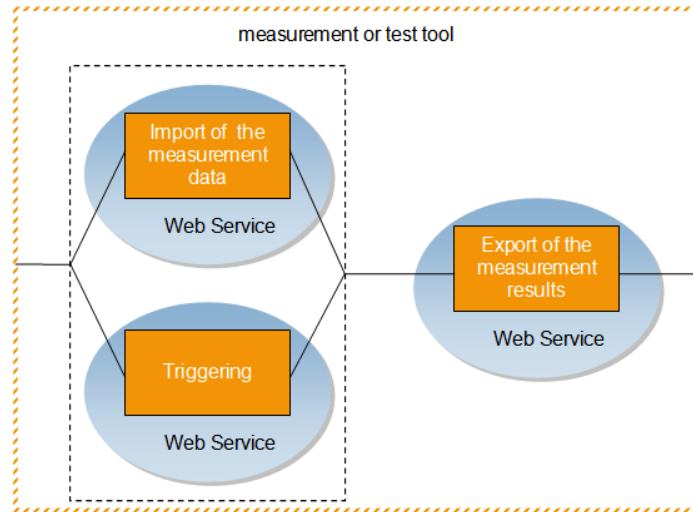 measurement or test tool
Import of the
measurement
data
Web Service
Export of the
measurement
results
Web Service
Triggering
Web Service